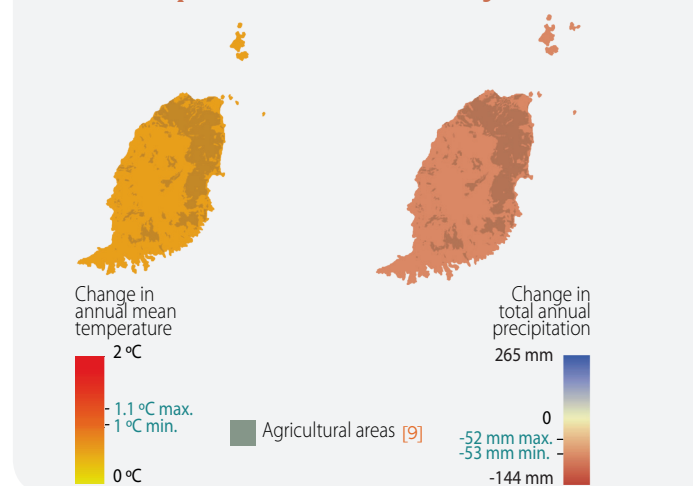 Change in
annual mean
temperature
2 ºC
1.1 ºC max.
1 ºC min.
0 ºC
Agricultural areas [9]
Change in
total annual
precipitation
265 mm
0
-52 mm max.
-53 mm min.
-144 mm